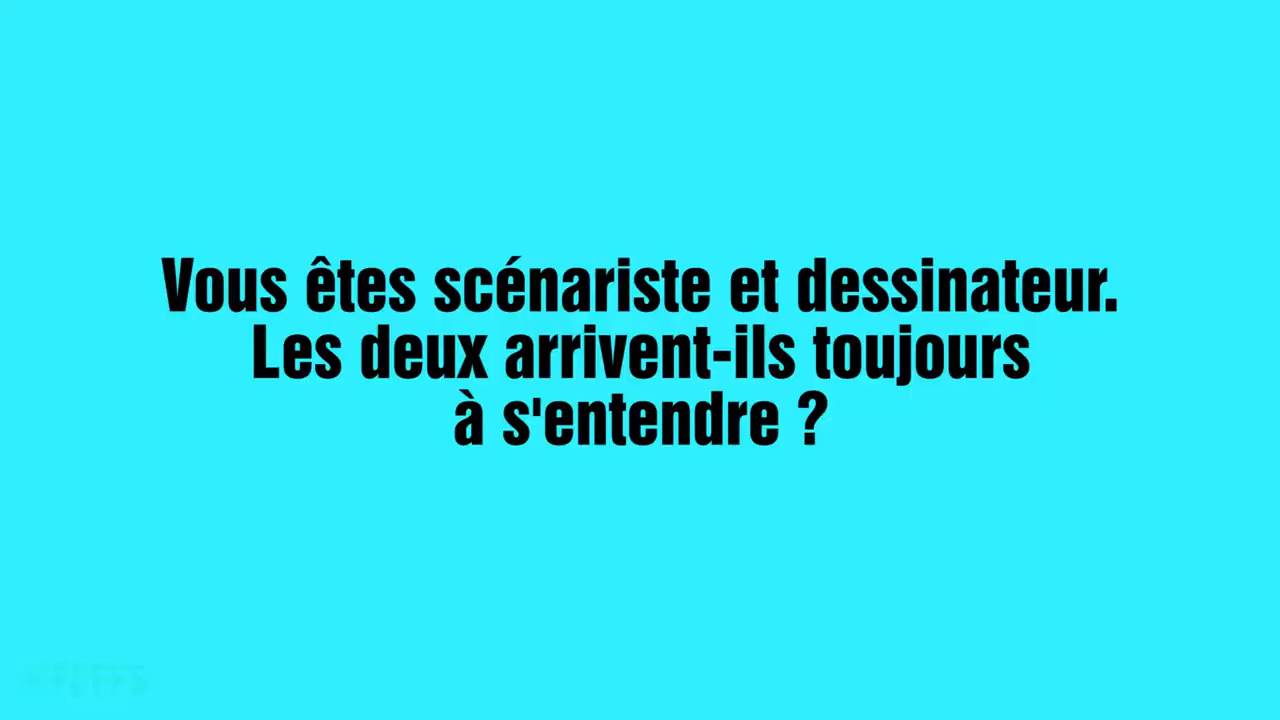 Vous êtes scénariste et dessinateur.
Les deux arrivent-ils toujours
à s'entendre ?